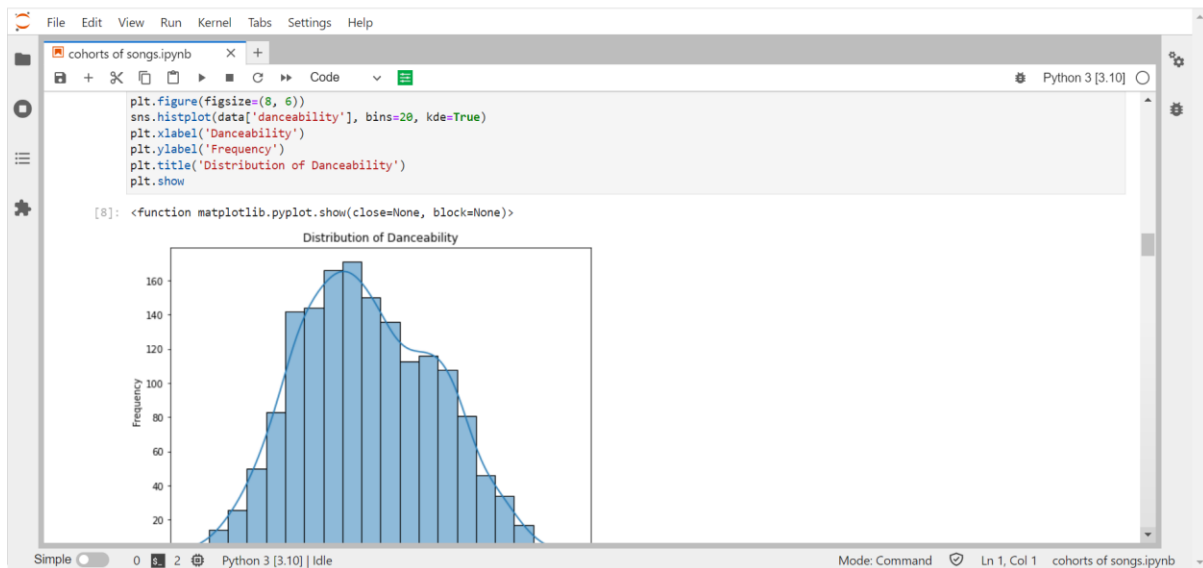 File Edit View Run Kernel Tabs Settings Help
cohorts of songs.ipynb
Code
Python 3 [3.10]
plt.figure(figsize=(8, 6))
sns.histplot(data['danceability'], bins=20, kde=True)
plt.xlabel('Danceability')
plt.ylabel('Frequency')
plt.title('Distribution of Danceability')
plt.show
[8]: <function matplotlib.pyplot.show(close=None, block=None)>
Distribution of Danceability
160
140
120
100
80
60
40
20
Frequency
Simple 0 $_ 2 Python 3 [3.10] | Idle Mode: Command Ln 1, Col 1 cohorts of songs.ipynb